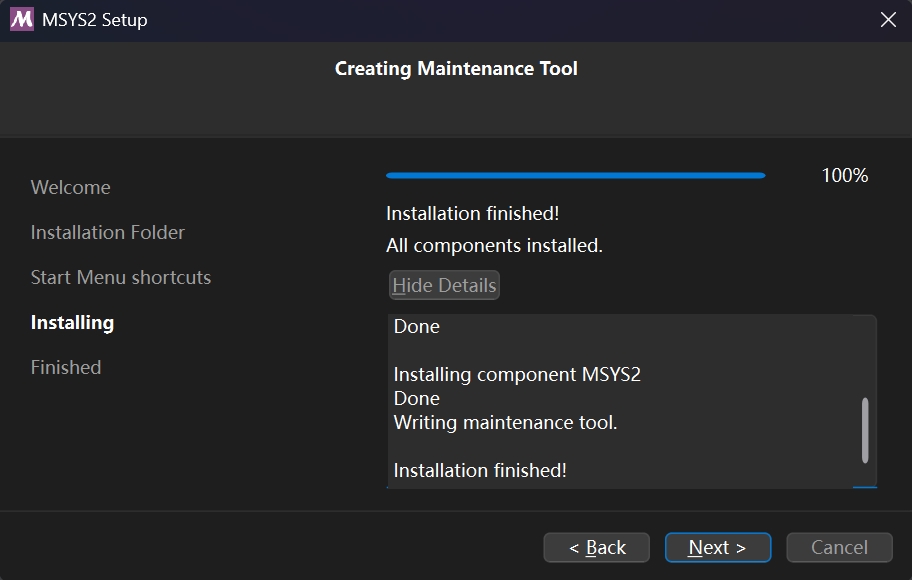 MSYS2 Setup
Creating Maintenance Tool
Welcome
Installation Folder
Start Menu shortcuts
Installing
Finished
100%
Installation finished!
All components installed.
Hide Details
Done
Installing component MSYS2
Done
Writing maintenance tool.
Installation finished!
< Back
Next >
Cancel